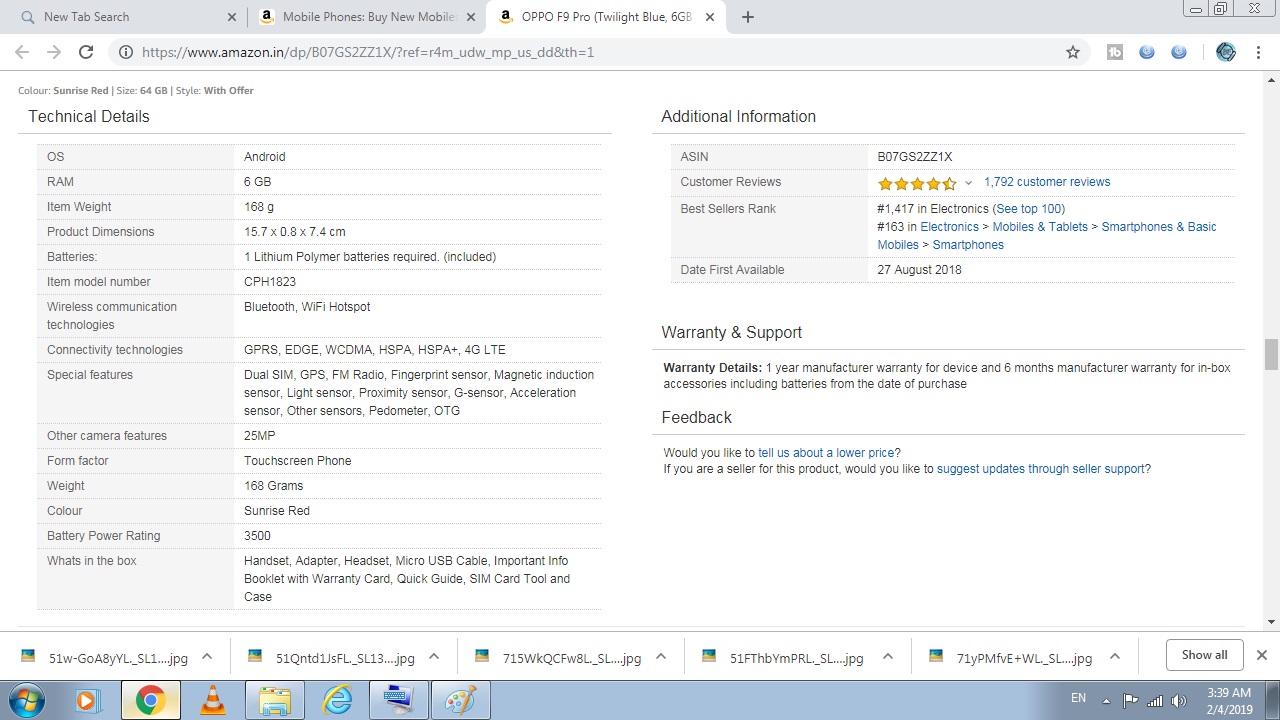 New Tab Search
Mobile Phones: Buy New Mobile
OPPO F9 Pro (Twilight Blue, 6GB
https://www.amazon.in/dp/B07GS2ZZ1X/?ref=r4m_udw_mp_us_dd&th=1
Colour: Sunrise Red | Size: 64 GB | Style: With Offer
Technical Details
OS Android
RAM 6 GB
Item Weight 168 g
Product Dimensions 15.7 x 0.8 x 7.4 cm
Batteries: 1 Lithium Polymer batteries required. (included)
Item model number CPH1823
Wireless communication technologies Bluetooth, WiFi Hotspot
Connectivity technologies GPRS, EDGE, WCDMA, HSPA, HSPA+, 4G LTE
Special features Dual SIM, GPS, FM Radio, Fingerprint sensor, Magnetic induction
sensor, Light sensor, Proximity sensor, G-sensor, Acceleration
sensor, Other sensors, Pedometer, OTG
Other camera features 25MP
Form factor Touchscreen Phone
Weight 168 Grams
Colour Sunrise Red
Battery Power Rating 3500
Whats in the box Handset, Adapter, Headset, Micro USB Cable, Important Info
Booklet with Warranty Card, Quick Guide, SIM Card Tool and
Case
Additional Information
ASIN B07GS2ZZ1X
Customer Reviews 1,792 customer reviews
Best Sellers Rank #1,417 in Electronics (See top 100)
#163 in Electronics > Mobiles & Tablets > Smartphones & Basic
Mobiles > Smartphones
Date First Available 27 August 2018
Warranty & Support
Warranty Details: 1 year manufacturer warranty for device and 6 months manufacturer warranty for in-box
accessories including batteries from the date of purchase
Feedback
Would you like to tell us about a lower price?
If you are a seller for this product, would you like to suggest updates through seller support?
51w-GoA8yYL_SL1....jpg
51Qntd1JsFL_SL13....jpg
715WkQCFw8L_SL....jpg
51FThbYmPRL_SL....jpg
71yPMfvE+WL._SL....jpg
Show all
EN
3:39 AM
2/4/2019